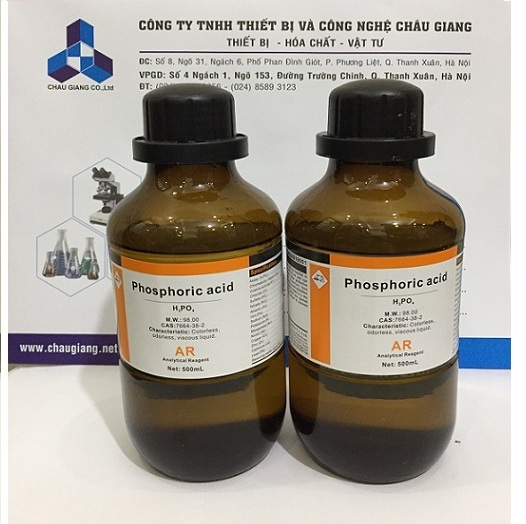 CÔNG TY TNHH THIẾT BỊ VÀ CÔNG NGHỆ CHÂU GIANG
THIẾT BỊ - HÓA CHẤT - VẬT TƯ
CHAU GIANG CO.,Ltd
ĐC: Số 8, Ngõ 31, Ngách 6, Phố Phan Đình Giót, P. Phương Liệt, Q. Thanh Xuân, Hà Nội
VPGD: Số 4 Ngách 1, Ngõ 153, Đường Trường Chinh, Q. Thanh Xuân, Hà Nội
ĐT: (024) 8589 3123
www.chaugiang.net
Phosphoric acid
H₃PO₄
M.W.: 98.00
CAS:7664-38-2
Characteristic: Colorless,
odorless, viscous liquid.
AR
Analytical Reagent
Net: 500mL
Phosphoric acid
H₃PO₄
M.W.: 98.00
CAS:7664-38-2
Characteristic: Colorless,
odorless, viscous liquid.
AR
Analytical Reagent
Net: 500mL